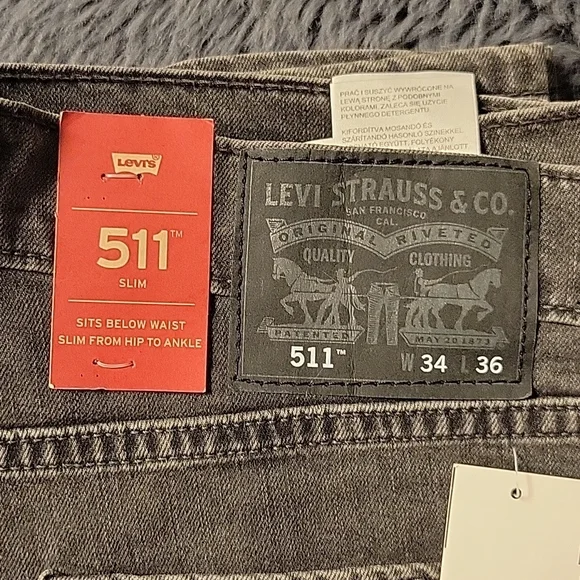 PRAĆ I SUSZYĆ WYWRÓCONE NA
LEWĄ STRONĘ Z PODOBNYMI
KOLORAMI. ZALECA SIĘ UŻYCIE
PŁYNNEGO DETERGENTU.
KIFORDÍTVA MOSANDÓ ÉS
SZÁRÍTANDÓ HASONLÓ SZÍNEKKEL
EGYÜTT. FOLYÉKONY
LEVI'S
511™
SLIM
SITS BELOW WAIST
SLIM FROM HIP TO ANKLE
LEVI STRAUSS & CO.
SAN FRANCISCO
CAL.
ORIGINAL RIVETED
QUALITY CLOTHING
PATENTED MAY 20 1873
511™ W 34 L 36